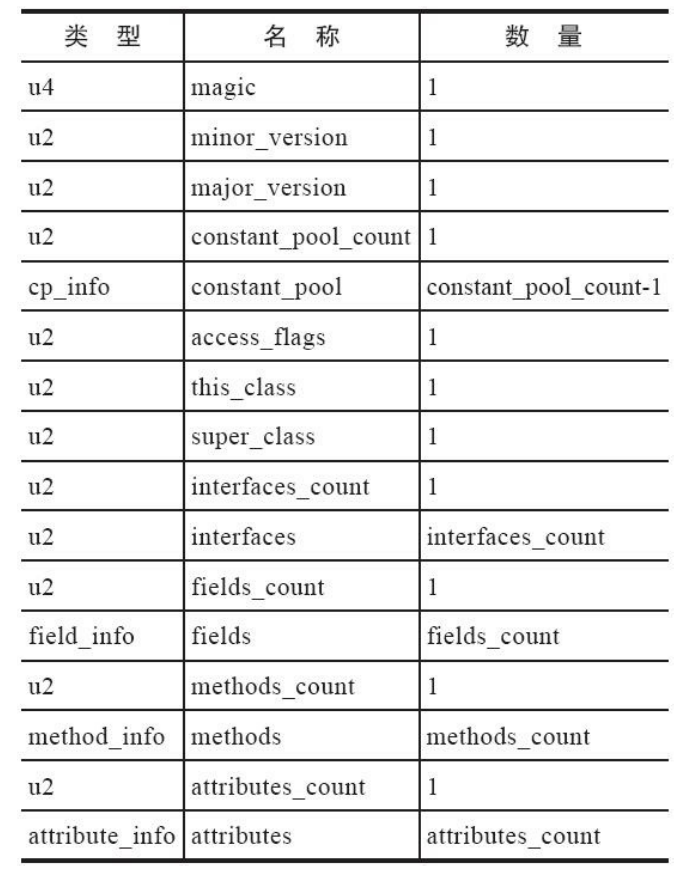 类 型 名 称 数 量
u4 magic 1
u2 minor_version 1
u2 major_version 1
u2 constant_pool_count 1
cp_info constant_pool constant_pool_count-1
u2 access_flags 1
u2 this_class 1
u2 super_class 1
u2 interfaces_count 1
u2 interfaces interfaces_count
u2 fields_count 1
field_info fields fields_count
u2 methods_count 1
method_info methods methods_count
u2 attributes_count 1
attribute_info attributes attributes_count